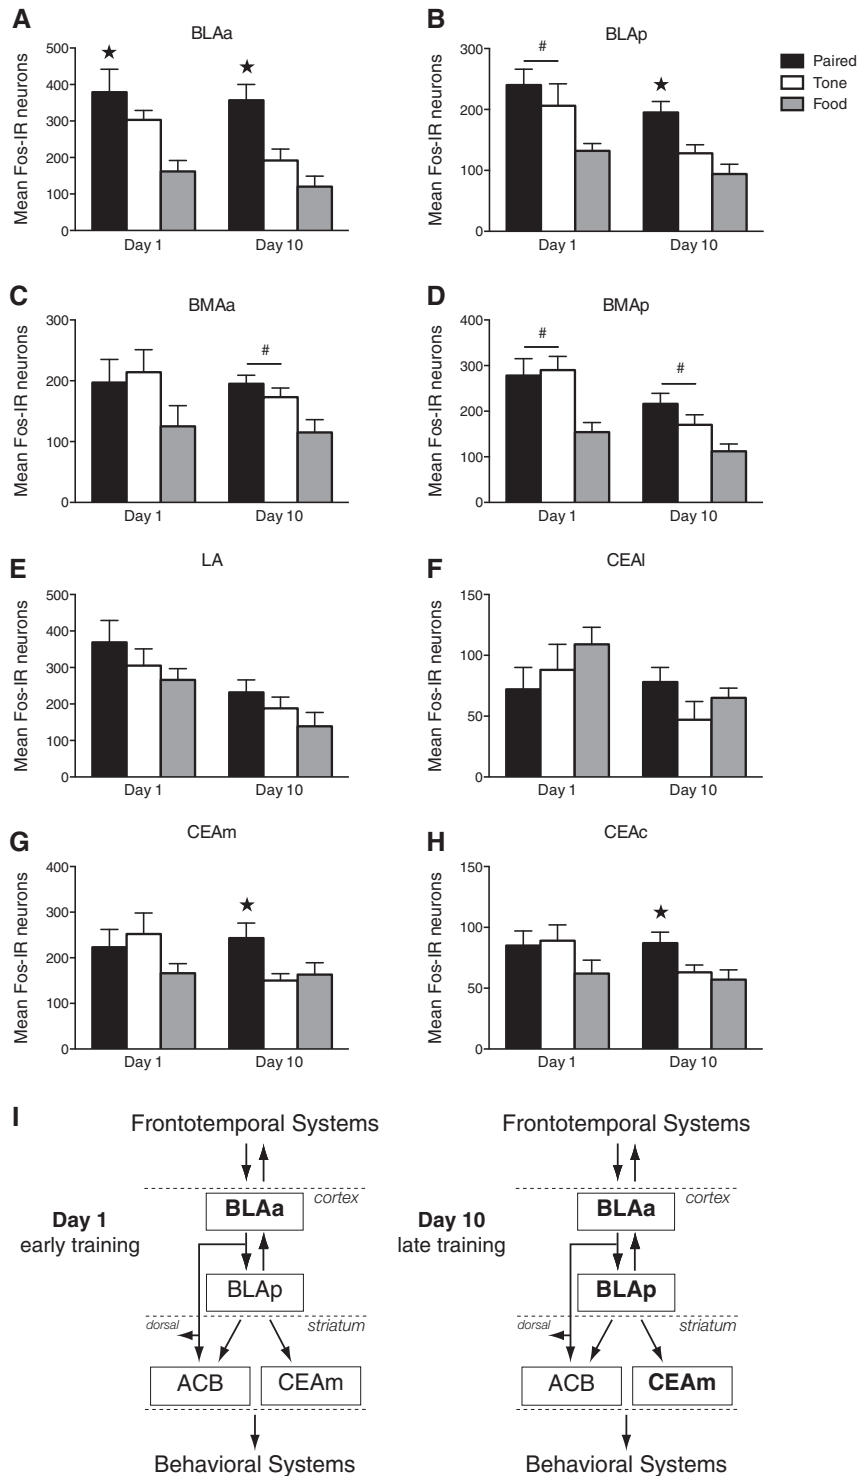 A
BLAa
Mean Fos-IR neurons
500
400
300
200
100
0
★
★
Day 1
Day 10
B
BLAp
Mean Fos-IR neurons
300
200
100
0
#
★
Day 1
Day 10
Paired
Tone
Food
C
BMAa
Mean Fos-IR neurons
300
200
100
0
#
Day 1
Day 10
D
BMAp
Mean Fos-IR neurons
400
300
200
100
0
#
#
Day 1
Day 10
E
LA
Mean Fos-IR neurons
500
400
300
200
100
0
Day 1
Day 10
F
CEAl
Mean Fos-IR neurons
150
100
50
0
Day 1
Day 10
G
CEAm
Mean Fos-IR neurons
400
300
200
100
0
★
Day 1
Day 10
H
CEAc
Mean Fos-IR neurons
150
100
50
0
★
Day 1
Day 10
I
Frontotemporal Systems
cortex
BLAa
Day 1
early training
BLAp
dorsal
striatum
ACB
CEAm
Behavioral Systems
Frontotemporal Systems
cortex
BLAa
Day 10
late training
BLAp
dorsal
striatum
ACB
CEAm
Behavioral Systems